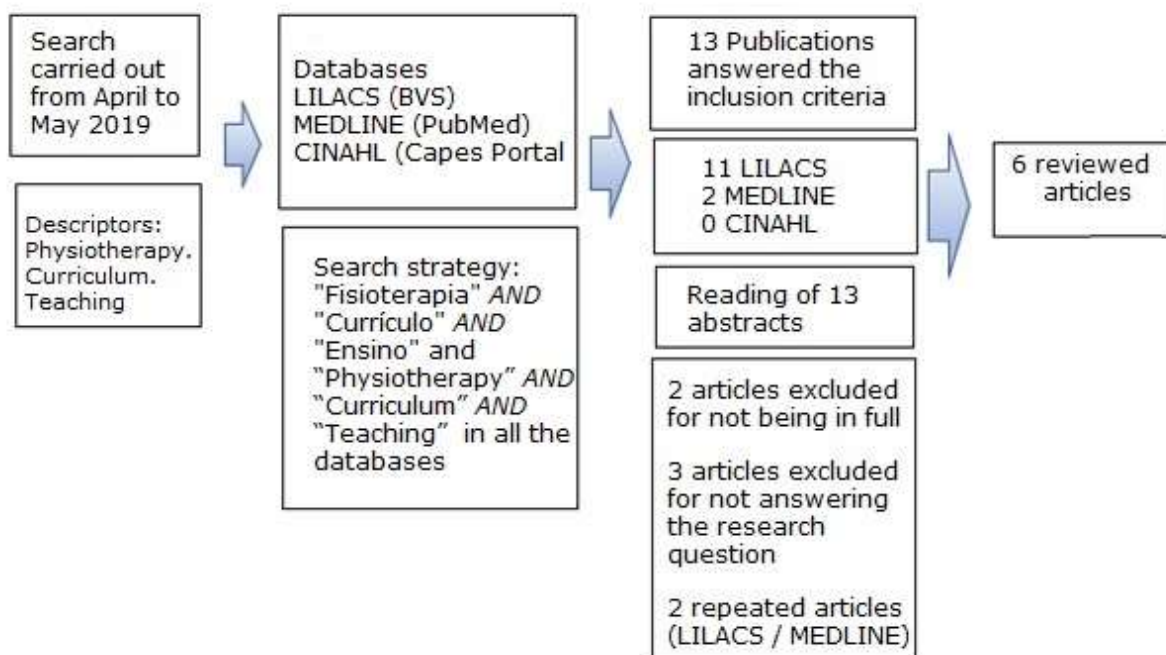 Search
carried out
from April to
May 2019
Descriptors:
Physiotherapy.
Curriculum.
Teaching
Databases
LILACS (BVS)
MEDLINE (PubMed)
CINAHL (Capes Portal
Search strategy:
"Fisioterapia" AND
"Currículo" AND
"Ensino" and
“Physiotherapy” AND
“Curriculum” AND
“Teaching” in all the
databases
13 Publications
answered the
inclusion criteria
11 LILACS
2 MEDLINE
0 CINAHL
Reading of 13
abstracts
2 articles excluded
for not being in full
3 articles excluded
for not answering
the research
question
2 repeated articles
(LILACS / MEDLINE)
6 reviewed
articles